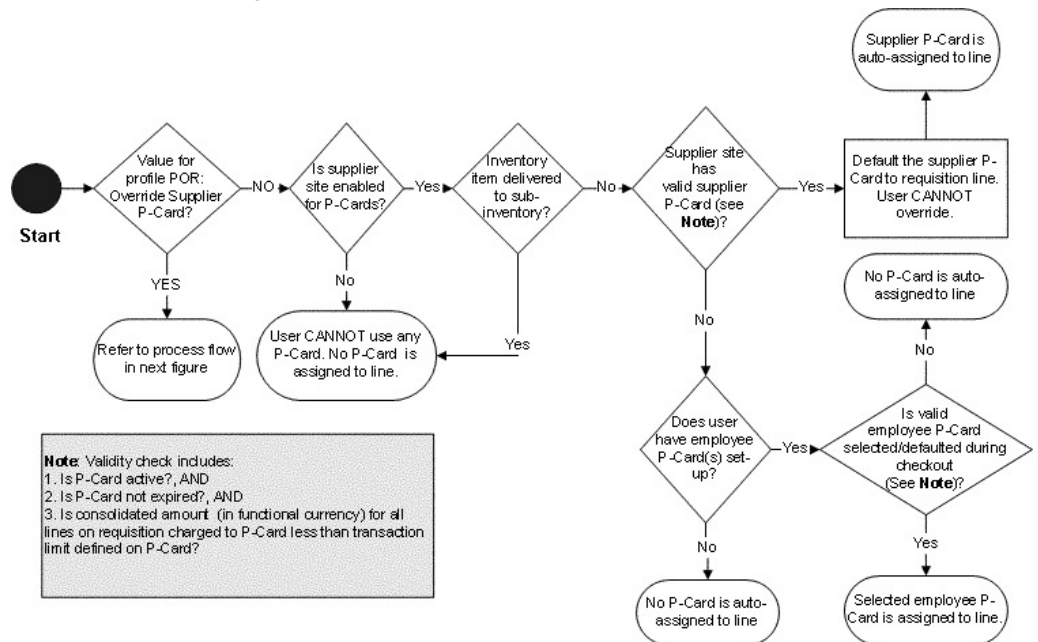 Supplier P-Card is
auto-assigned to line
Value for
profile POR:
Override Supplier
P-Card?
NO
Is supplier
site enabled
for P-Cards?
Yes
Inventory
item delivered
to sub-
inventory?
No
Supplier site
has
valid supplier
P-Card (see
Note)?
Yes
Default the supplier P-
Card to requisition line.
User CANNOT
override.
Start
YES
No
Refer to process flow
in next figure
User CANNOT use any
P-Card. No P-Card is
assigned to line.
Yes
No
No P-Card is auto-
assigned to line
No
Does user
have employee
P-Card(s) set-
up?
Yes
Is valid
employee P-Card
selected/defaulted during
checkout
(See Note)?
Note: Validity check includes:
1. Is P-Card active?, AND
2. Is P-Card not expired?, AND
3. Is consolidated amount (in functional currency) for all
lines on requisition charged to P-Card less than transaction
limit defined on P-Card?
No
Yes
No P-Card is auto-
assigned to line
Selected employee P-
Card is assigned to line.